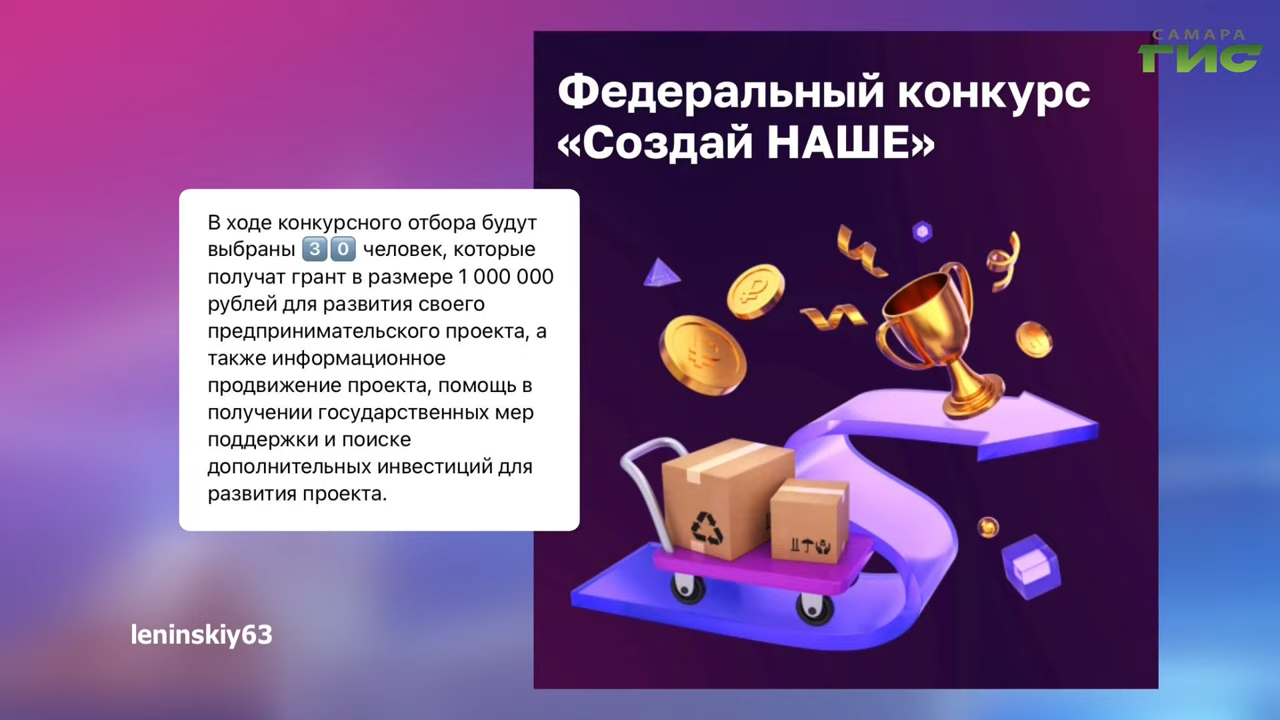 САМАРА
ГИС
Федеральный конкурс
«Создай НАШЕ»
В ходе конкурсного отбора будут
выбраны 3️⃣0️⃣ человек, которые
получат грант в размере 1 000 000
рублей для развития своего
предпринимательского проекта, а
также информационное
продвижение проекта, помощь в
получении государственных мер
поддержки и поиске
дополнительных инвестиций для
развития проекта.
leninskiy63